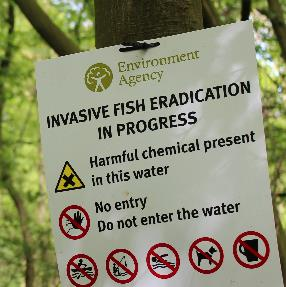 Environment
Agency
INVASIVE FISH ERADICATION
IN PROGRESS
Harmful chemical present
in this water
No entry
Do not enter the water